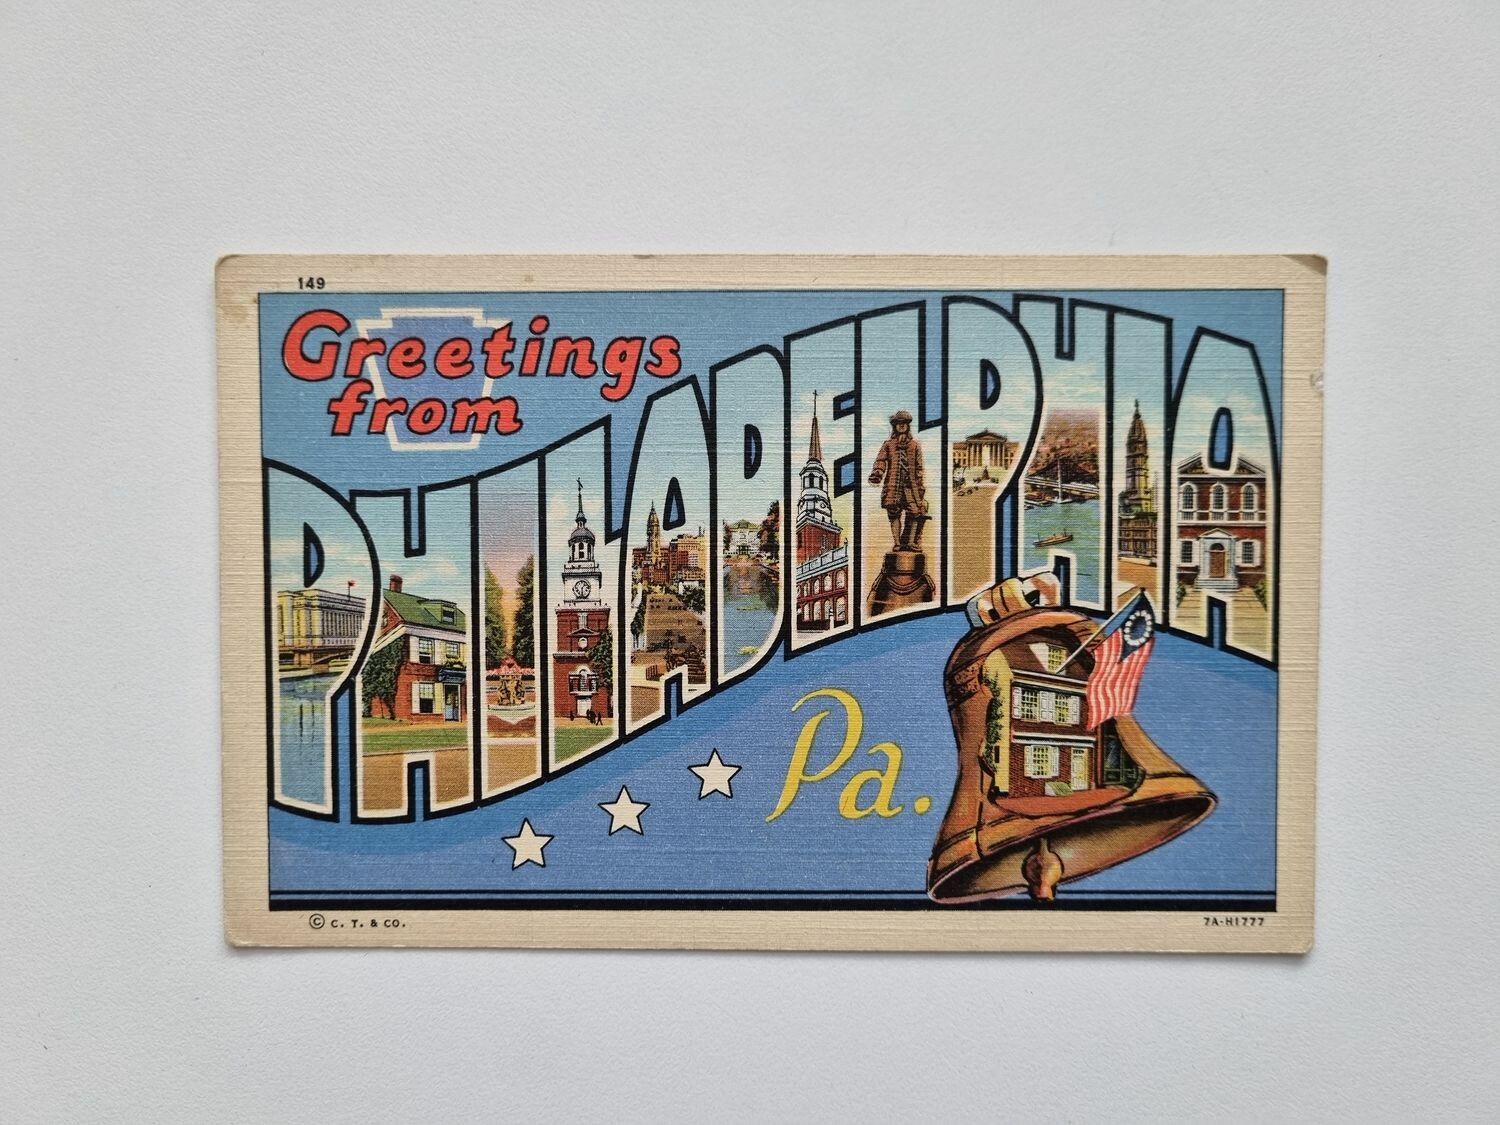 149
Greetings
from
PHILADELPHIA
Pa.
© C. T. & CO.
7A-H1777